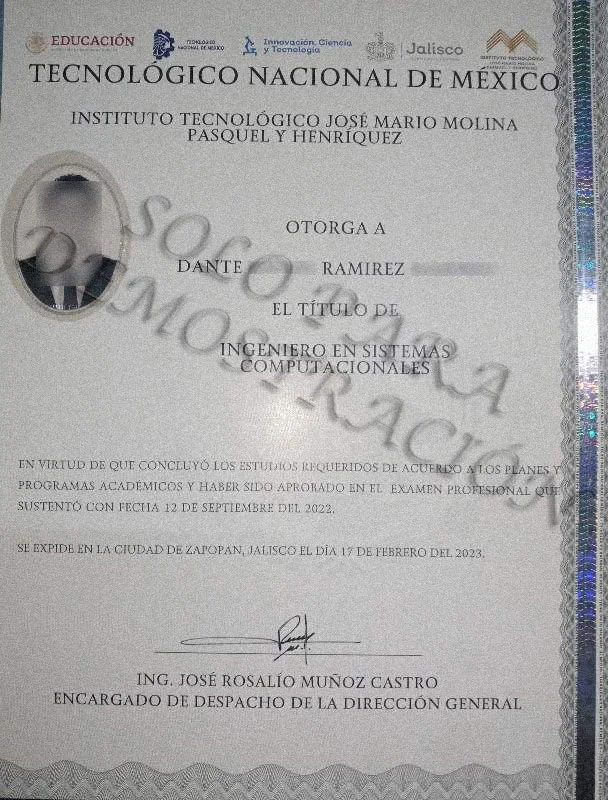 EDUCACIÓN
TECNOLÓGICO NACIONAL DE MÉXICO
Innovación, Ciencia y Tecnología
Jalisco
INSTITUTO TECNOLÓGICO JOSÉ MARIO MOLINA
TECNOLÓGICO NACIONAL DE MÉXICO
INSTITUTO TECNOLÓGICO JOSÉ MARIO MOLINA
PASQUEL Y HENRÍQUEZ
OTORGA A
DANTE RAMIREZ
EL TÍTULO DE
INGENIERO EN SISTEMAS
COMPUTACIONALES
SOLO PARA
DEMOSTRACIÓN
EN VIRTUD DE QUE CONCLUYÓ LOS ESTUDIOS REQUERIDOS DE ACUERDO A LOS PLANES Y
PROGRAMAS ACADÉMICOS Y HABER SIDO APROBADO EN EL EXAMEN PROFESIONAL QUE
SUSTENTÓ CON FECHA 12 DE SEPTIEMBRE DEL 2022.
SE EXPIDE EN LA CIUDAD DE ZAPOPAN, JALISCO EL DÍA 17 DE FEBRERO DEL 2023.
ING. JOSÉ ROSALÍO MUÑOZ CASTRO
ENCARGADO DE DESPACHO DE LA DIRECCIÓN GENERAL